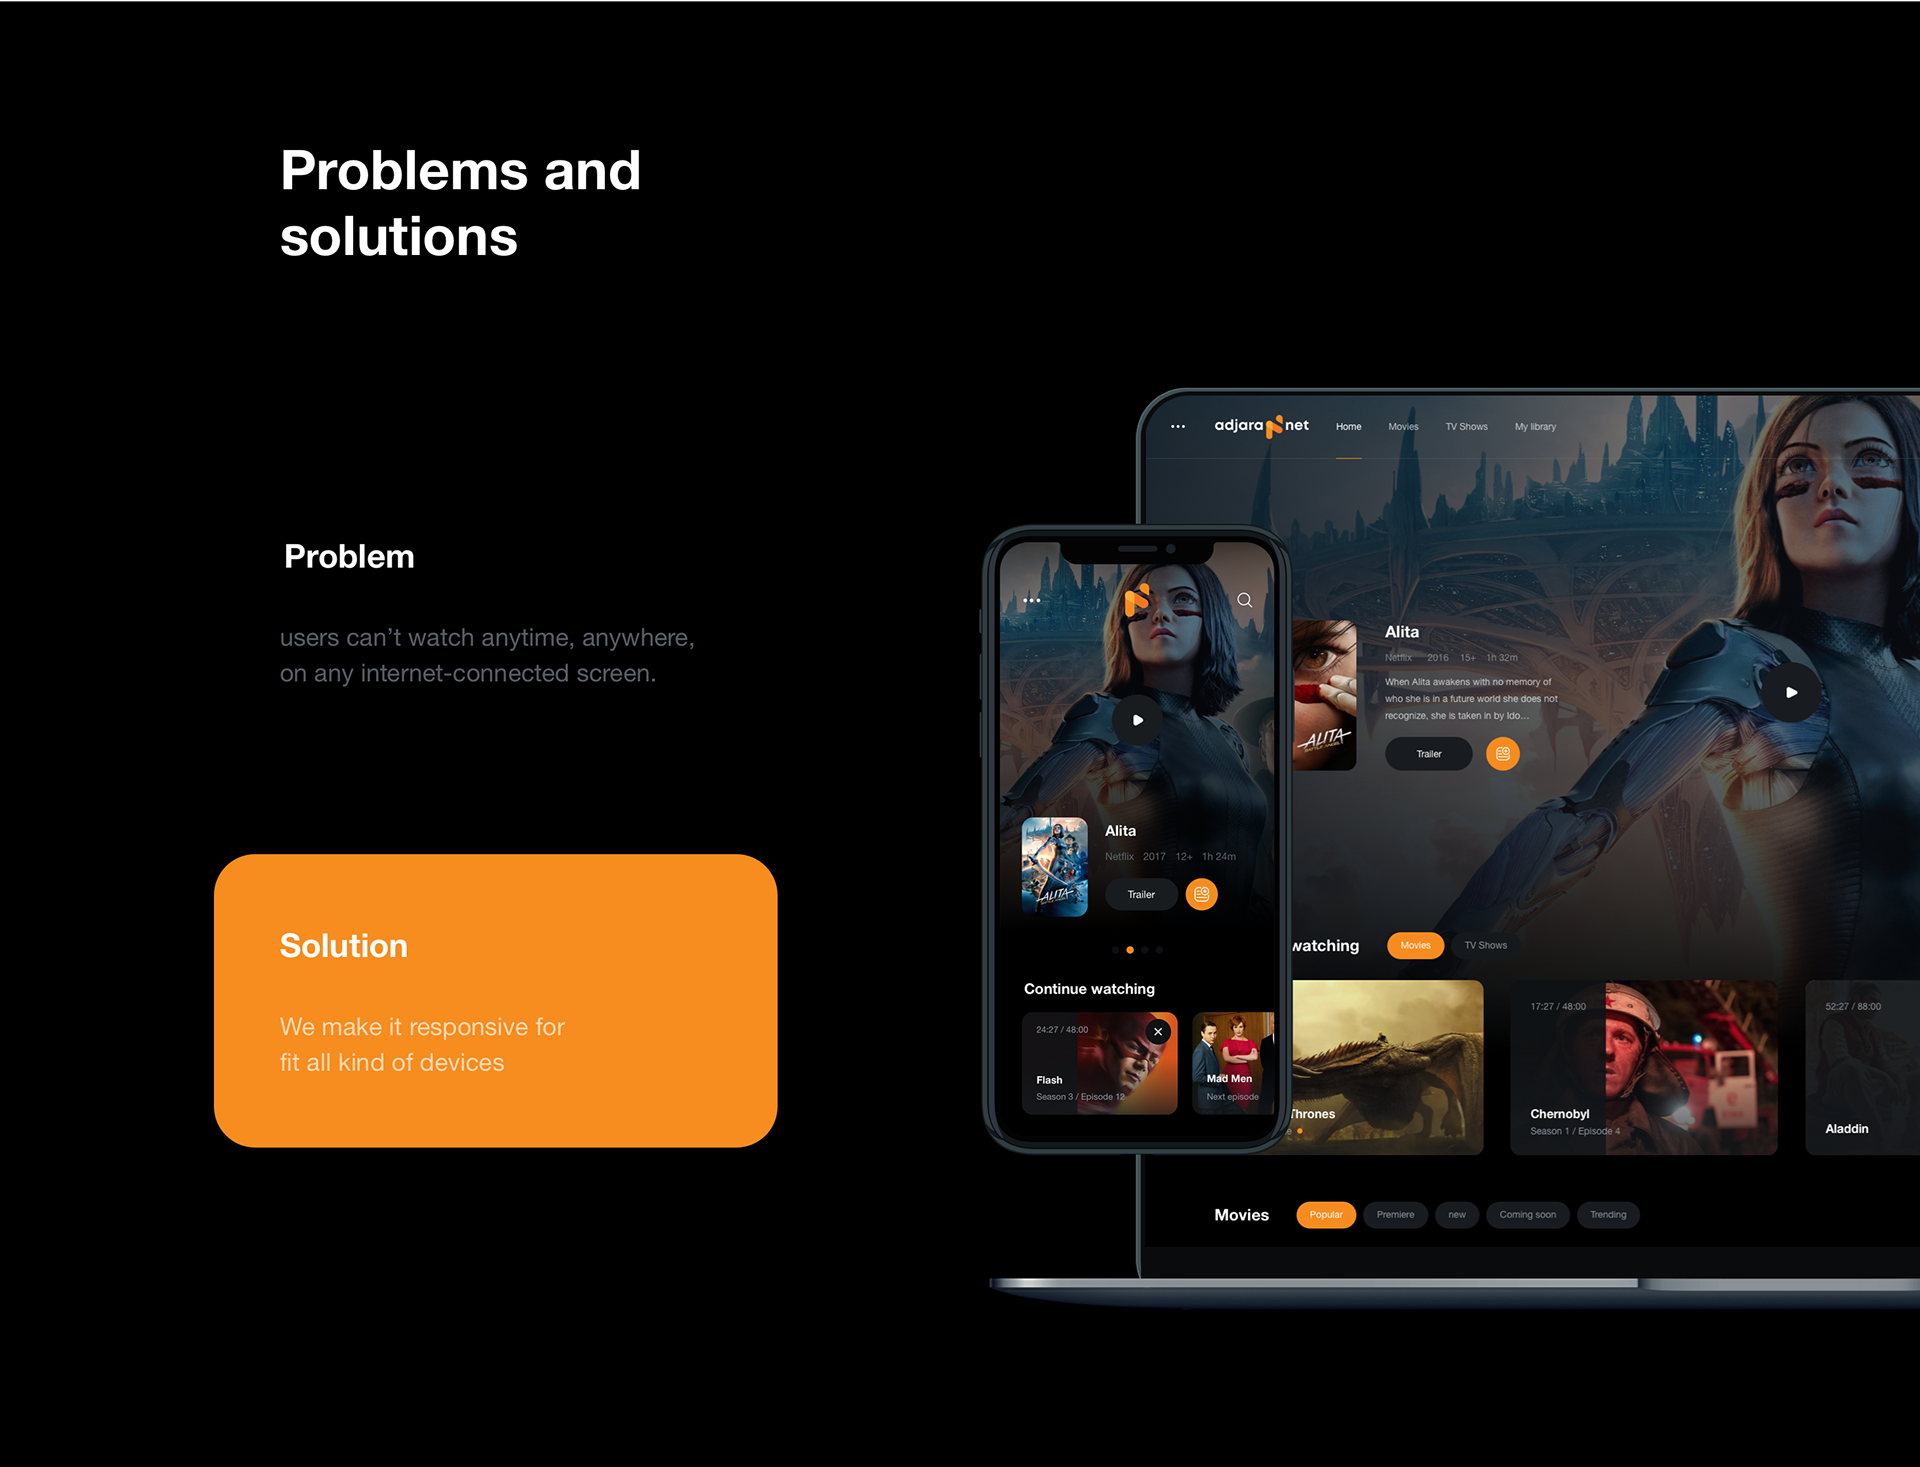 Problems and
solutions
Problem
users can’t watch anytime, anywhere,
on any internet-connected screen.
Solution
We make it responsive for
fit all kind of devices
adjara net
Home
Movies
TV Shows
My library
Alita
Netflix 2016 15+ 1h 32m
When Alita awakens with no memory of
who she is in a future world she does not
recognize, she is taken in by Ido...
Trailer
ALITA
BATTLE ANGEL
watching
Movies
TV Shows
Thrones
17:27 / 48:00
Chernobyl
Season 1 / Episode 4
52:27 / 88:00
Aladdin
Movies
Popular
Premiere
new
Coming soon
Trending
Alita
Netflix 2017 12+ 1h 24m
Trailer
ALITA
Continue watching
24:27 / 48:00
Flash
Season 3 / Episode 12
Mad Men
Next episode